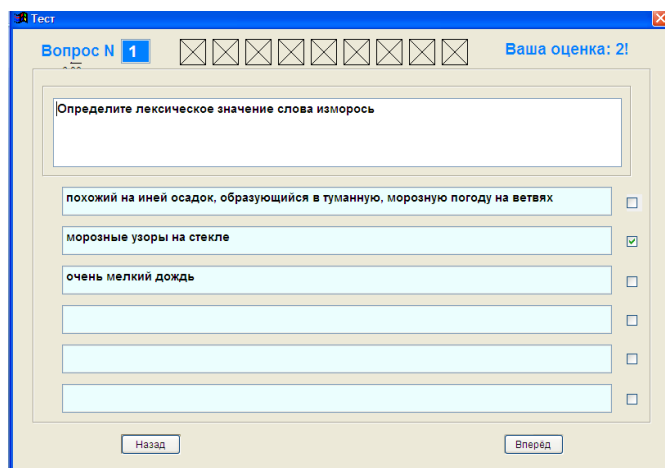 Тест
Вопрос N 1
Ваша оценка: 2!
Определите лексическое значение слова изморось
похожий на иней осадок, образующийся в туманную, морозную погоду на ветвях
морозные узоры на стекле
очень мелкий дождь
Назад
Вперёд